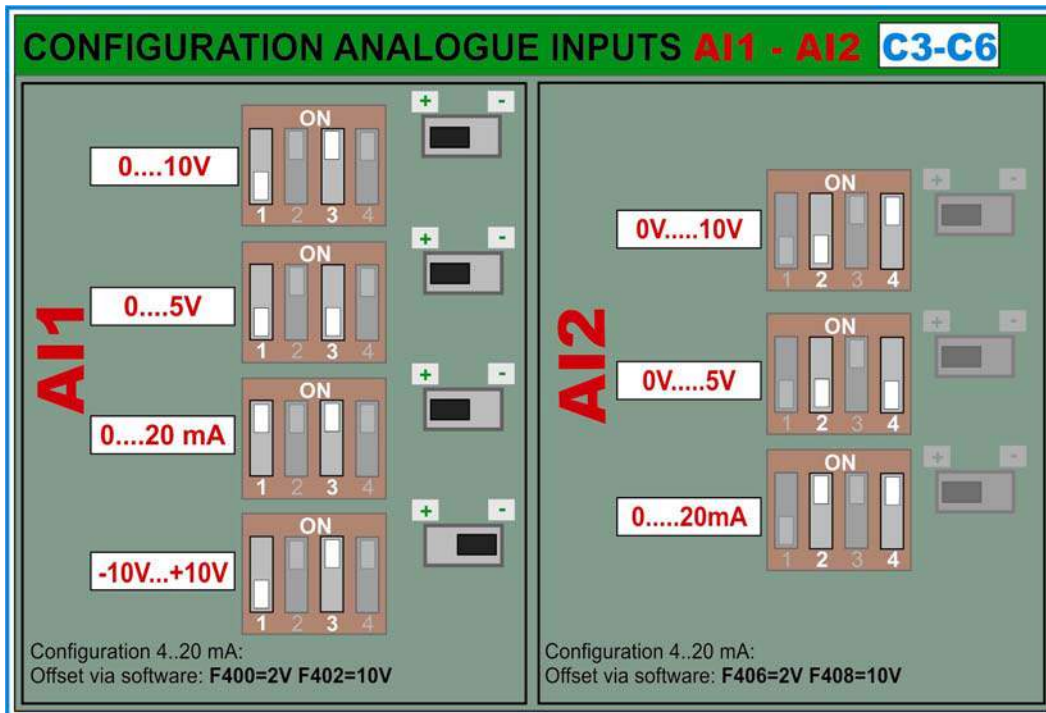 CONFIGURATION ANALOGUE INPUTS AI1 - AI2 C3-C6
AI1
+ -
0....10V
ON
1 2 3 4
+ -
0....5V
ON
1 2 3 4
+ -
0....20 mA
ON
1 2 3 4
+ -
-10V...+10V
ON
1 2 3 4
Configuration 4..20 mA:
Offset via software: F400=2V F402=10V
AI2
+ -
0V.....10V
ON
1 2 3 4
+ -
0V.....5V
ON
1 2 3 4
+ -
0.....20mA
ON
1 2 3 4
Configuration 4..20 mA:
Offset via software: F406=2V F408=10V